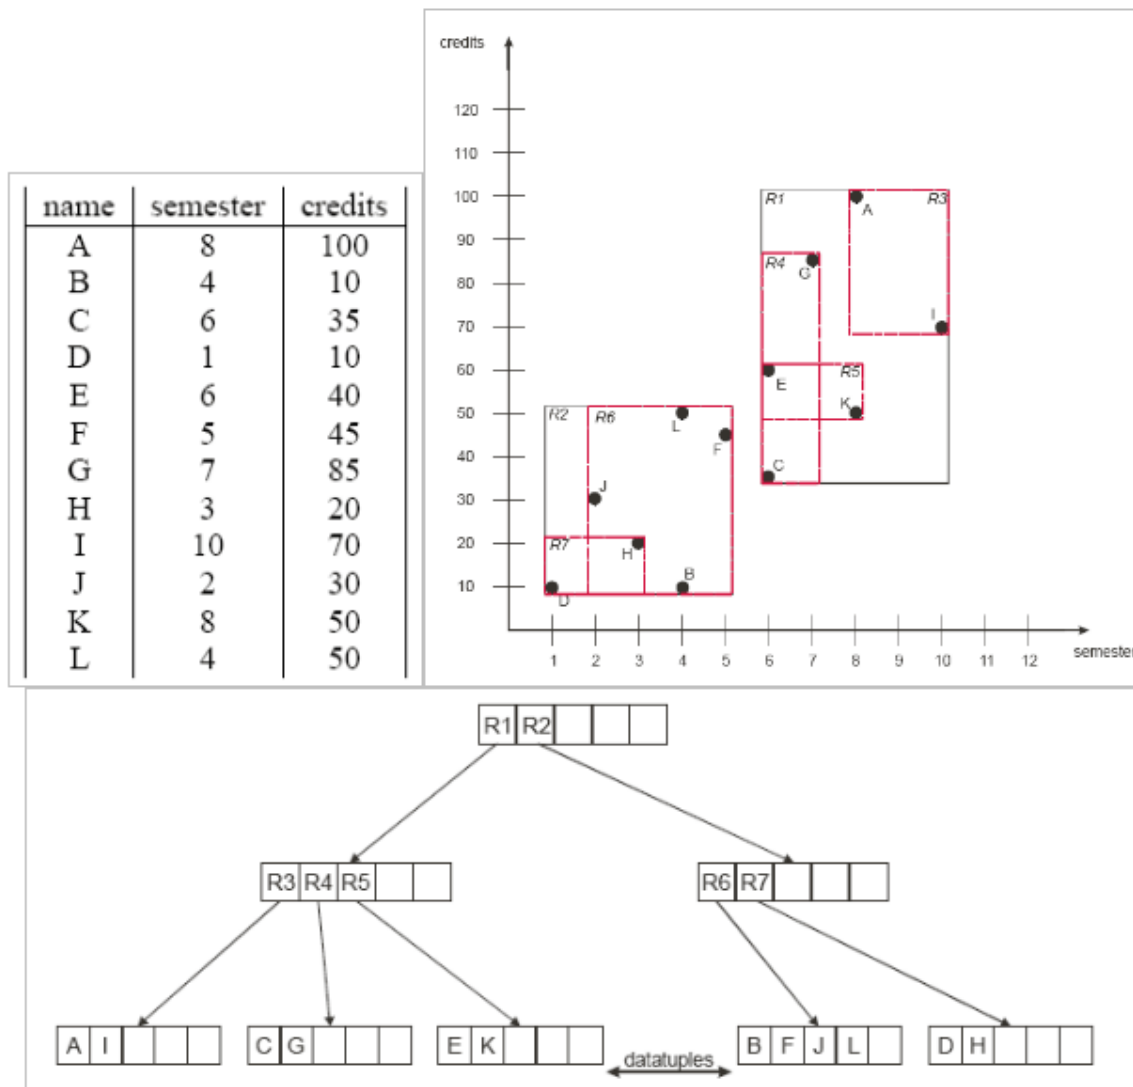 name semester credits
A 8 100
B 4 10
C 6 35
D 1 10
E 6 40
F 5 45
G 7 85
H 3 20
I 10 70
J 2 30
K 8 50
L 4 50
credits
120
110
100
90
80
70
60
50
40
30
20
10
R1 A R3
R4
G
I
E R5
K
C
R2 R6 L
F
J
R7 H
B
D
1 2 3 4 5 6 7 8 9 10 11 12
semester
R1 R2
R3 R4 R5 R6 R7
A I C G E K B F J L D H
datatuples